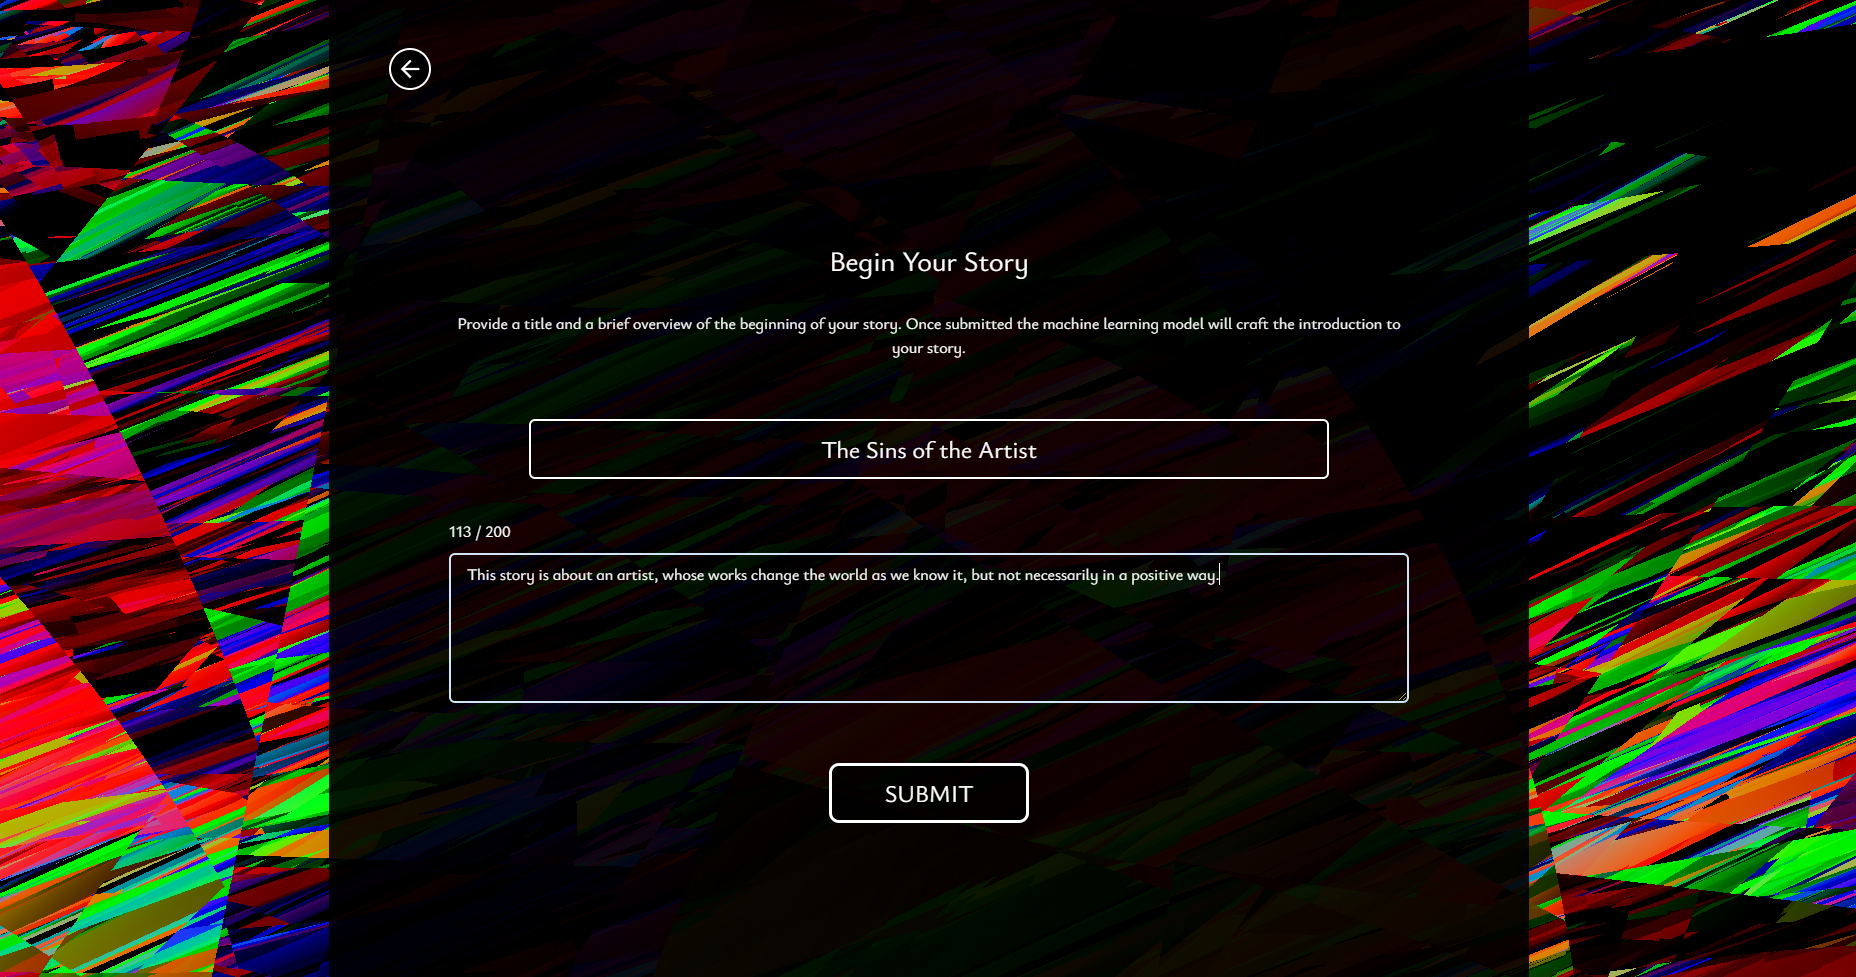 Begin Your Story
Provide a title and a brief overview of the beginning of your story. Once submitted the machine learning model will craft the introduction to
your story.
The Sins of the Artist
113 / 200
This story is about an artist, whose works change the world as we know it, but not necessarily in a positive way.
SUBMIT